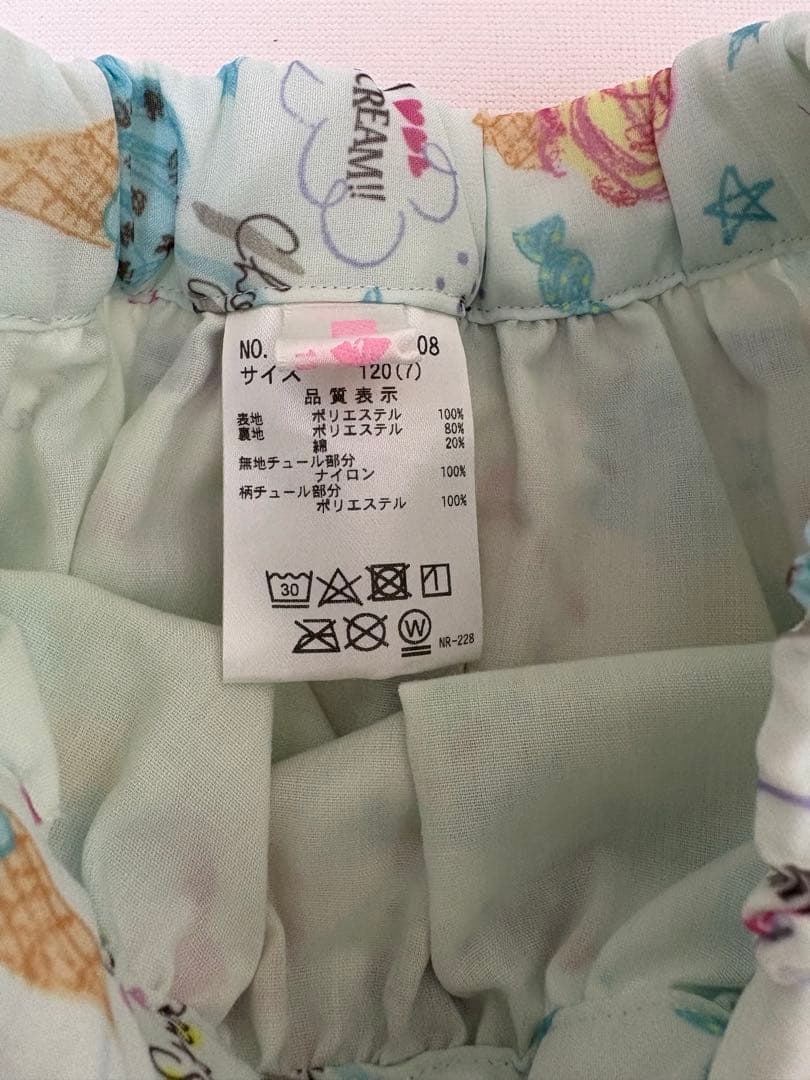 CREAM!!
NO. 08
サイズ 120(7)
品質表示
表地 ポリエステル 100%
裏地 ポリエステル 80%
綿 20%
無地チュール部分
ナイロン 100%
柄チュール部分
ポリエステル 100%
30
W
NR-228